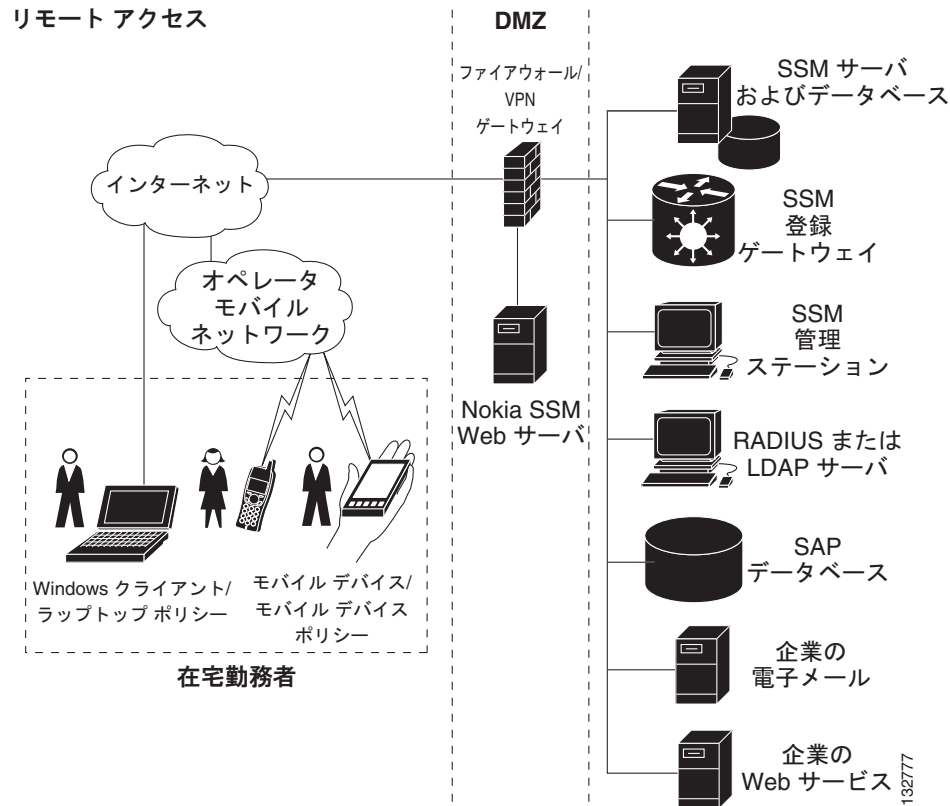 リモート アクセス
DMZ
ファイアウォール/
VPN
ゲートウェイ
インターネット
オペレータ
モバイル
ネットワーク
Nokia SSM
Web サーバ
Windows クライアント/
ラップトップ ポリシー
モバイル デバイス/
モバイル デバイス
ポリシー
在宅勤務者
SSM サーバ
およびデータベース
SSM
登録
ゲートウェイ
SSM
管理
ステーション
RADIUS または
LDAP サーバ
SAP
データベース
企業の
電子メール
企業の
Web サービス
132777